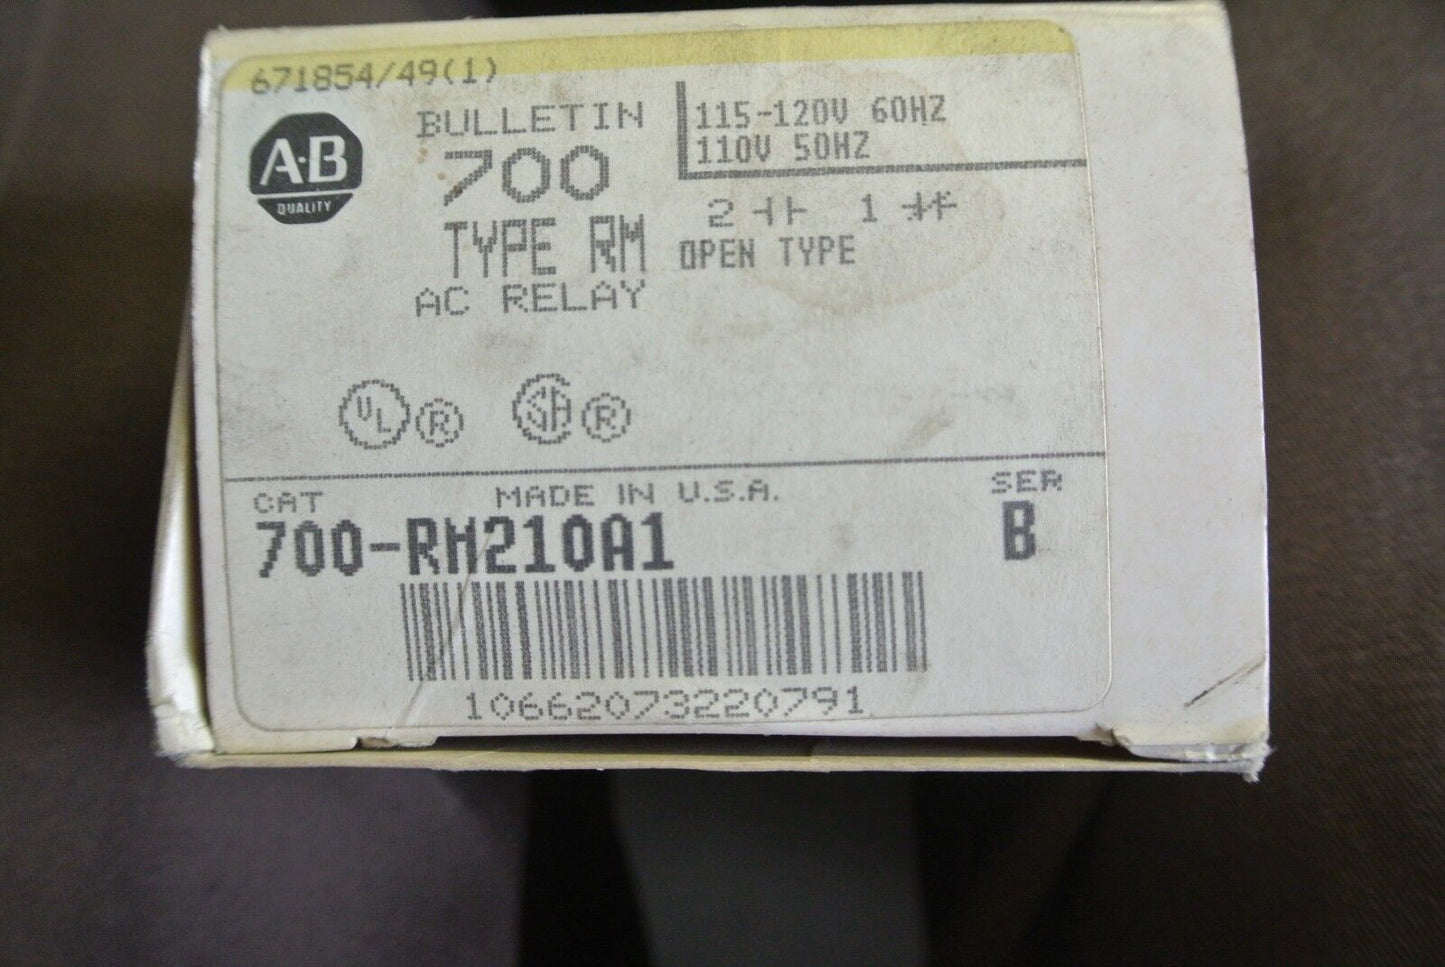 671854/49(1)
A-B
QUALITY
BULLETIN
700
TYPE RM
AC RELAY
115-120V 60HZ
110V 50HZ
2 ⊣⊢ 1 ⊣/⊢
OPEN TYPE
UL ® SA ®
CAT MADE IN U.S.A. SER
700-RM210A1 B
10662073220791